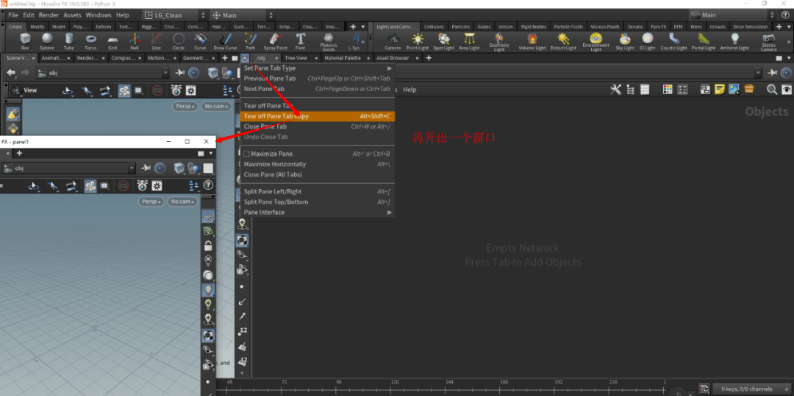 untitled.hip - Houdini FX 19.0.383 - Python 3
File Edit Render Assets Windows Help
LG_Clean
Main
Main
Create Modify Model Deform
Lights and Came... Collisions Particles Grains Vellum Rigid Bodies Particle Fluids Viscous Fluids Oceans Pyro FX FEM Wires Crowds Drive Simulation
Box Sphere Tube Torus Grid Null Line Circle Curve Draw Curve Path Spray Paint Font Platonic Solids L-Sys
Camera Point Light Spot Light Area Light Geometry Light Volume Light Distant Light Environment Light Sky Light GI Light Caustic Light Portal Light Ambient Light Stereo Camera
Scene V... Animati... Render... Compos... Motion... Geometr... /obj Tree View Material Palette Asset Browser
obj
View
Help
Persp No cam
Objects
Set Pane Tab Type
Previous Pane Tab Ctrl+PageUp or Ctrl+Shift+Tab
Next Pane Tab Ctrl+PageDown or Ctrl+Tab
Tear off Pane Tab
Tear off Pane Tab Copy Alt+Shift+C
Close Pane Tab Ctrl+W or Alt+/
Undo Close Tab
Maximize Pane Alt+` or Ctrl+B
Maximize Horizontally Alt+\
Close Pane (All Tabs)
Split Pane Left/Right Alt+[
Split Pane Top/Bottom Alt+]
Pane Interface
再开出一个窗口
FX - panel1
obj
Persp No cam
Empty Network
Press Tab to Add Objects
and
48 72 96 120 144 168 192 216
0 keys, 0/0 channels